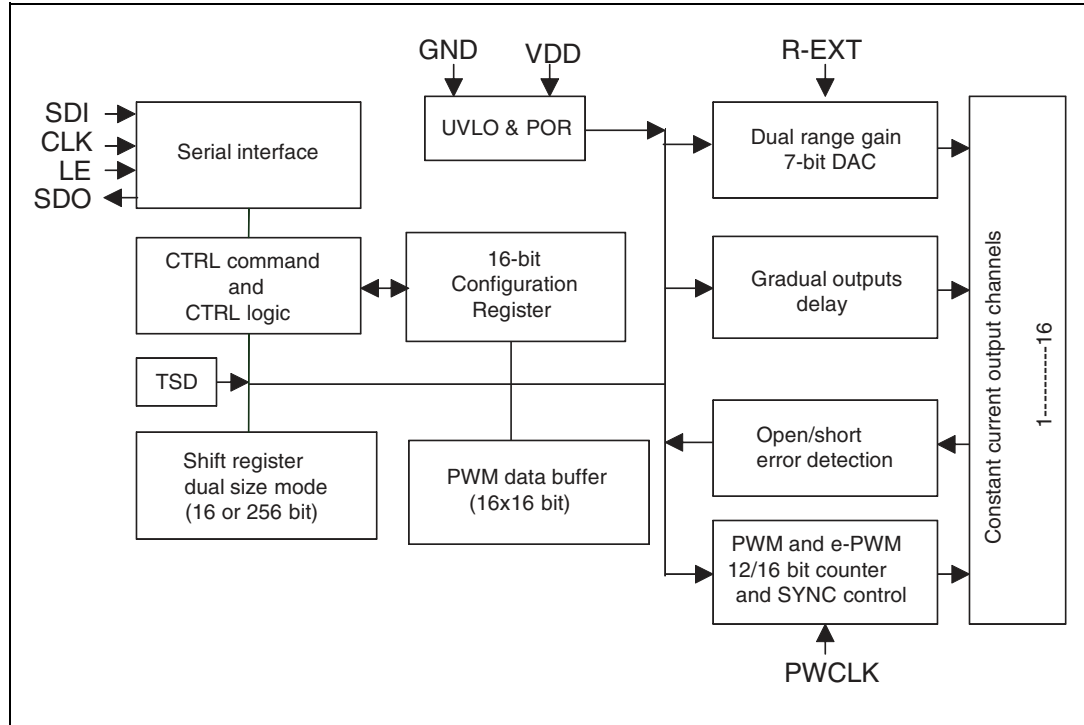 GND
VDD
R-EXT
SDI
CLK
LE
SDO
Serial interface
UVLO & POR
Dual range gain
7-bit DAC
CTRL command
and
CTRL logic
16-bit
Configuration
Register
Gradual outputs
delay
TSD
Shift register
dual size mode
(16 or 256 bit)
PWM data buffer
(16x16 bit)
Open/short
error detection
PWM and e-PWM
12/16 bit counter
and SYNC control
PWCLK
Constant current output channels
1------------16